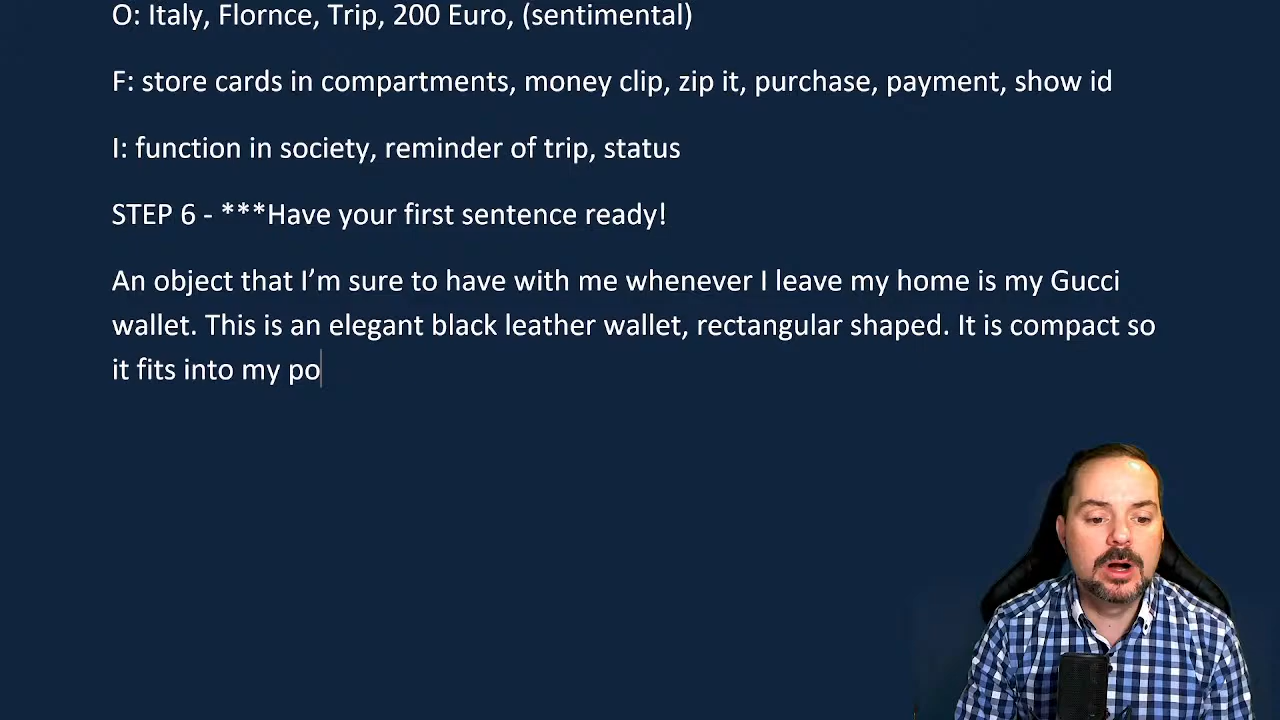 O: Italy, Flornce, Trip, 200 Euro, (sentimental)
F: store cards in compartments, money clip, zip it, purchase, payment, show id
I: function in society, reminder of trip, status
STEP 6 - ***Have your first sentence ready!
An object that I’m sure to have with me whenever I leave my home is my Gucci
wallet. This is an elegant black leather wallet, rectangular shaped. It is compact so
it fits into my po